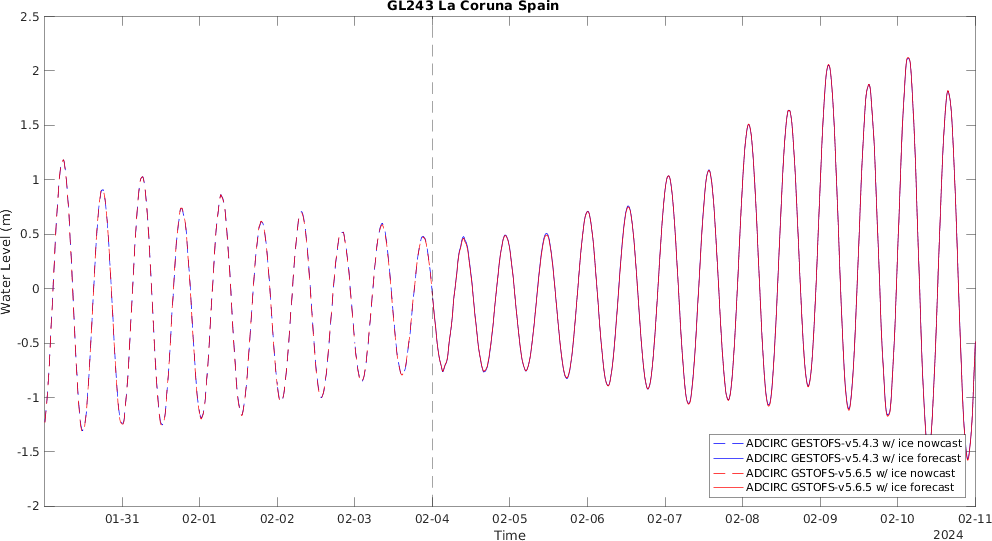 GL243 La Coruna Spain
2.5
2
1.5
1
0.5
0
-0.5
-1
-1.5
-2
Water Level (m)
ADCIRC GESTOFS-v5.4.3 w/ ice nowcast
ADCIRC GESTOFS-v5.4.3 w/ ice forecast
ADCIRC GSTOFS-v5.6.5 w/ ice nowcast
ADCIRC GSTOFS-v5.6.5 w/ ice forecast
01-31 02-01 02-02 02-03 02-04 02-05 02-06 02-07 02-08 02-09 02-10 02-11
Time
2024